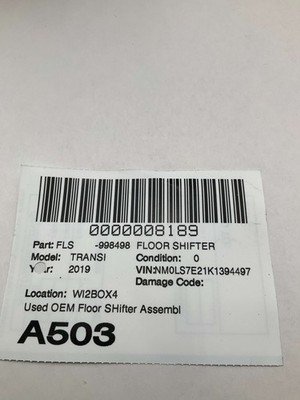 0000008189
Part: FLS -998498 FLOOR SHIFTER
Model: TRANSI Condition: 0
Year: 2019 VIN:NM0LS7E21K1394497
Damage Code:
Location: WI2BOX4
Used OEM Floor SHifter Assembl
A503